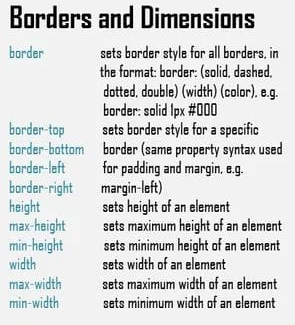 Borders and Dimensions
border sets border style for all borders, in
the format: border: (solid, dashed,
dotted, double) (width) (color), e.g.
border: solid 1px #000
border-top sets border style for a specific
border-bottom border (same property syntax used
border-left for padding and margin, e.g.
border-right margin-left)
height sets height of an element
max-height sets maximum height of an element
min-height sets minimum height of an element
width sets width of an element
max-width sets maximum width of an element
min-width sets minimum width of an element